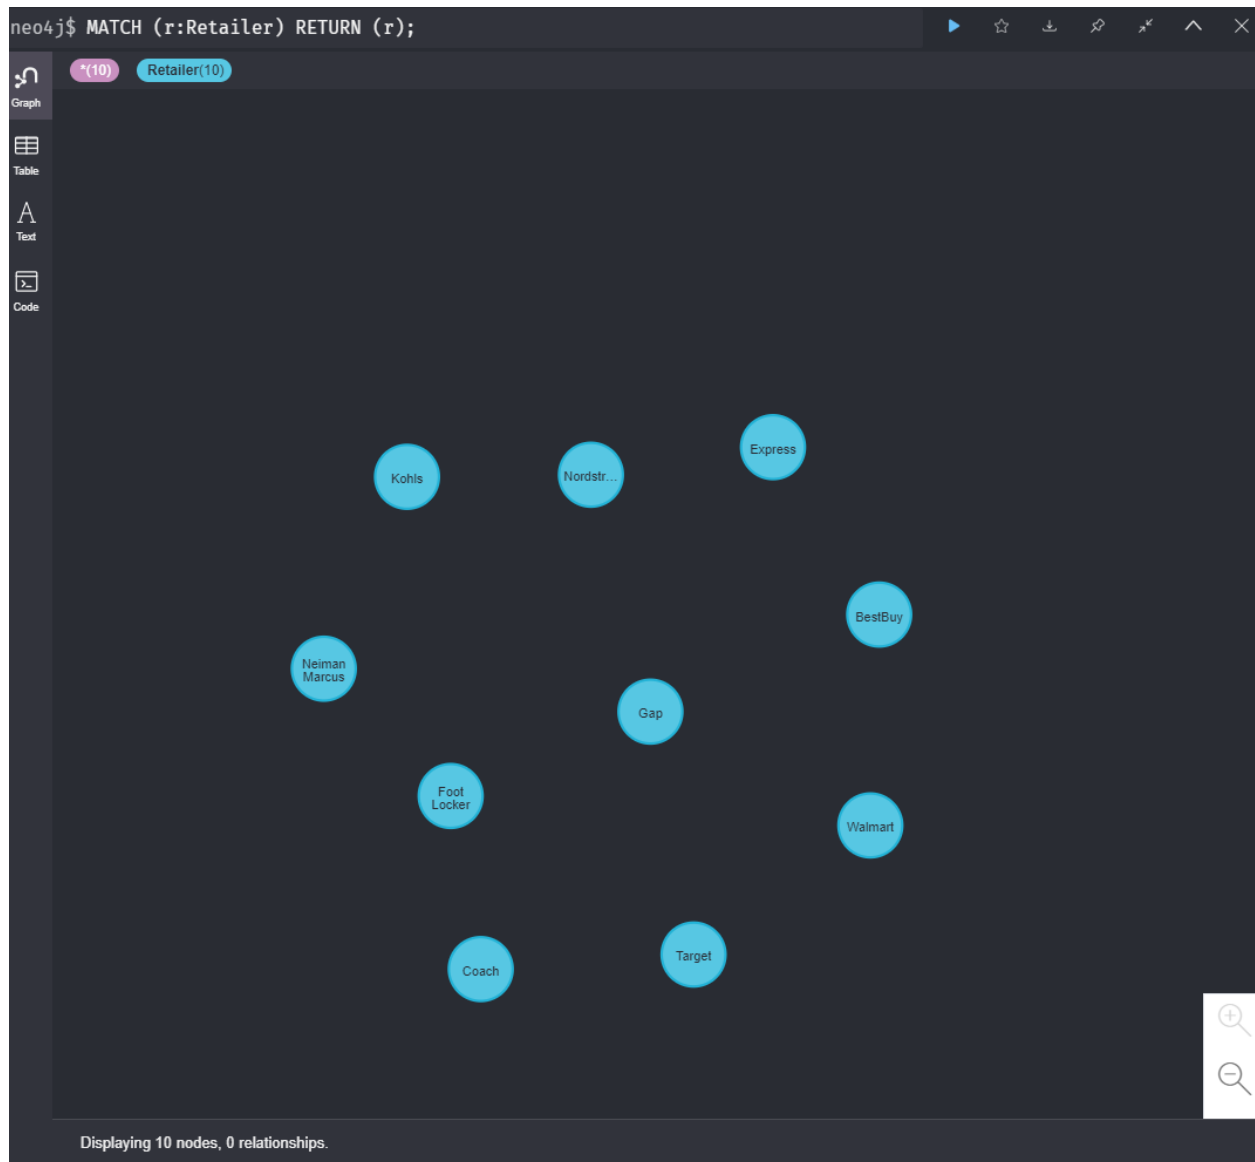 neo4j$ MATCH (r:Retailer) RETURN (r);
*(10) Retailer(10)
Graph
Table
Text
Code
Express
Kohls
Nordstr...
BestBuy
Neiman
Marcus
Gap
Foot
Locker
Walmart
Target
Coach
Displaying 10 nodes, 0 relationships.